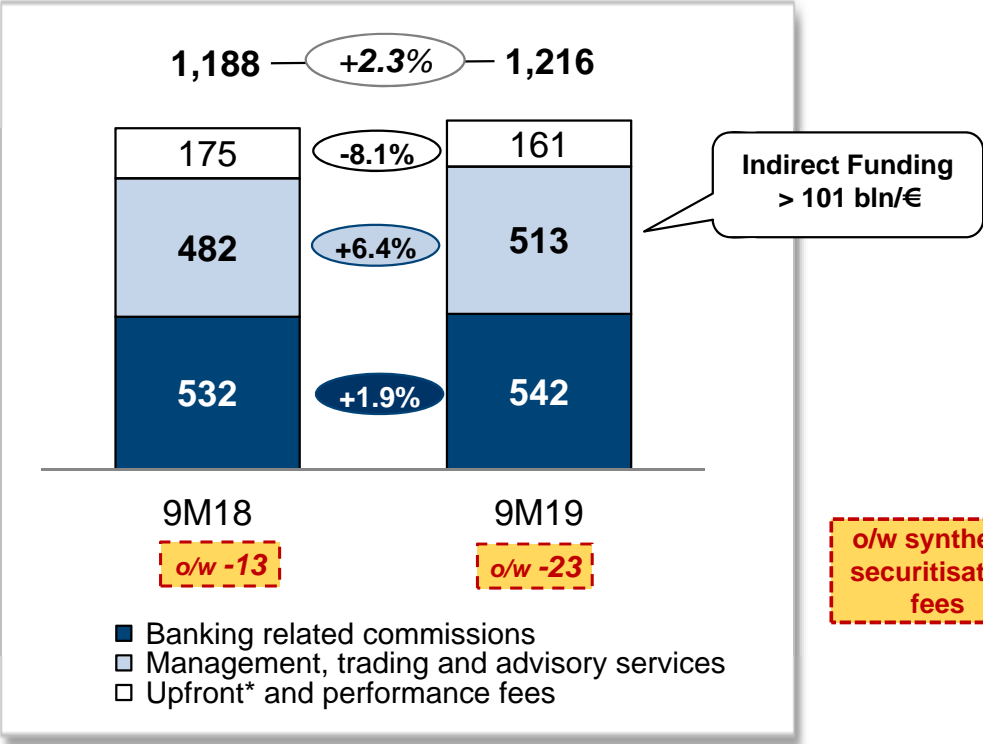 1,188 +2.3% 1,216
175 -8.1% 161
Indirect Funding
> 101 bln/€
482 +6.4% 513
532 +1.9% 542
9M18 9M19
o/w -13 o/w -23
o/w
securitisat
fees
Banking related commissions
Management, trading and advisory services
Upfront* and performance fees